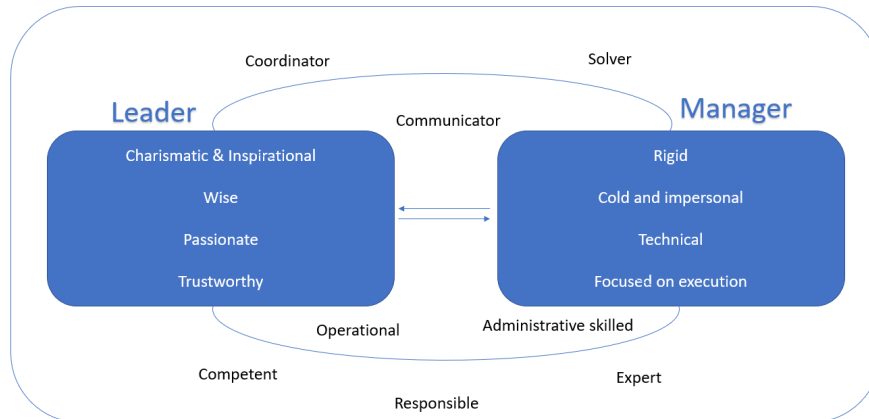 Coordinator
Solver
Leader
Manager
Communicator
Charismatic & Inspirational
Wise
Passionate
Trustworthy
Rigid
Cold and impersonal
Technical
Focused on execution
Operational
Administrative skilled
Competent
Expert
Responsible